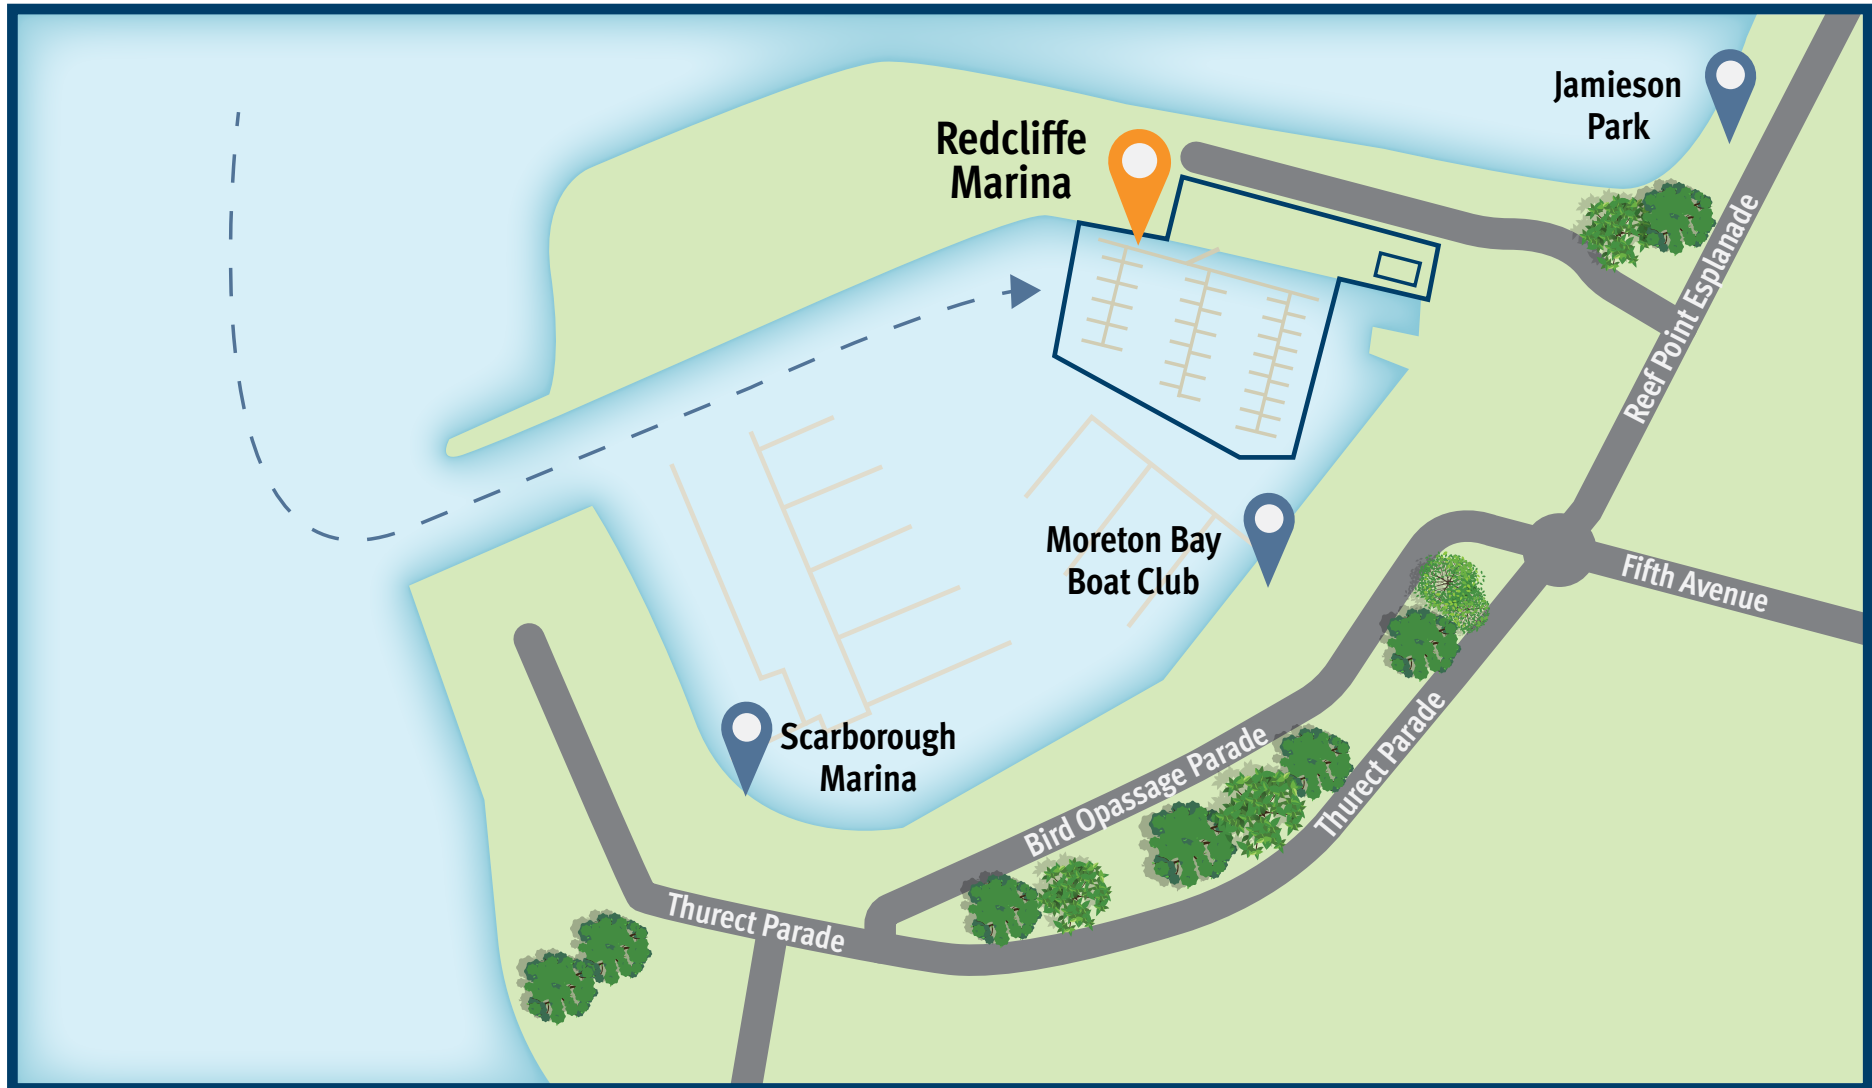 Jamieson
Park
Redcliffe
Marina
Reef Point Esplanade
Moreton Bay
Boat Club
Fifth Avenue
Scarborough
Marina
Bird Opassage Parade
Thurect Parade
Thurect Parade